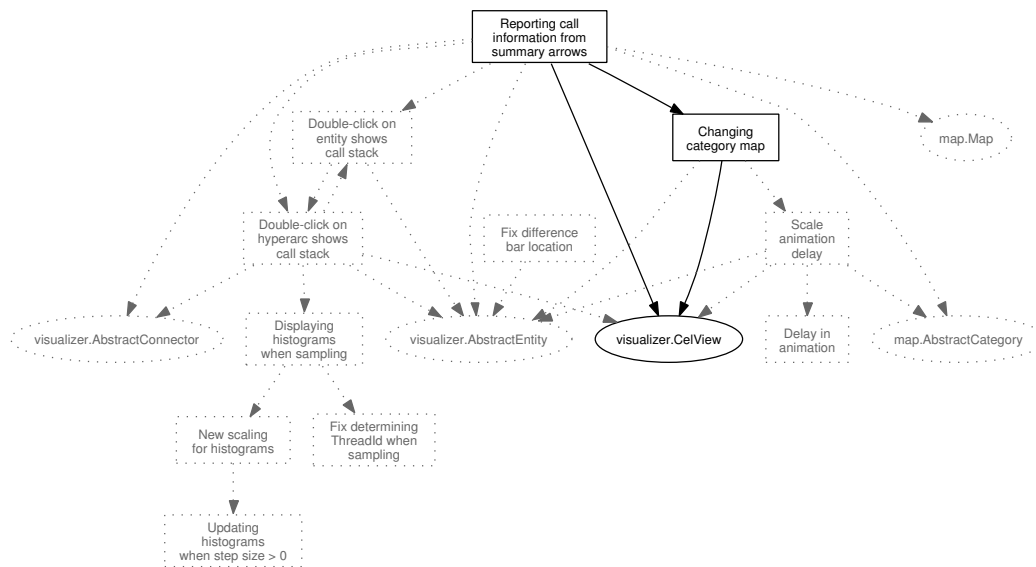 Reporting call
information from
summary arrows
Double-click on
entity shows
call stack
Changing
category map
map.Map
Double-click on
hyperarc shows
call stack
Fix difference
bar location
Scale
animation
delay
visualizer.AbstractConnector
Displaying
histograms
when sampling
visualizer.AbstractEntity
visualizer.CelView
Delay in
animation
map.AbstractCategory
New scaling
for histograms
Fix determining
ThreadId when
sampling
Updating
histograms
when step size > 0